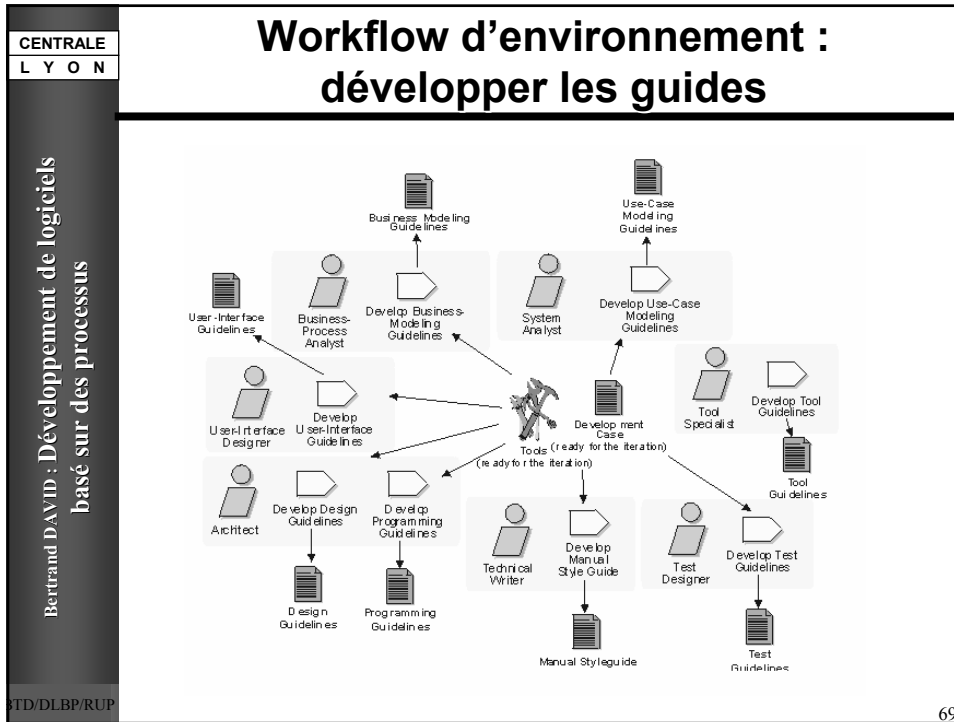 CENTRALE
L Y O N
Workflow d’environnement :
développer les guides
Bertrand DAVID : Développement de logiciels
basé sur des processus
Business Modeling
Guidelines
Use-Case
Modeling
Guidelines
User-Interface
Guidelines
Business-
Process
Analyst
Develop Business-
Modeling
Guidelines
System
Analyst
Develop Use-Case
Modeling
Guidelines
User-Interface
Designer
Develop
User-Interface
Guidelines
Tools
(ready for the iteration)
Development
Case
(ready for the iteration)
Tool
Specialist
Develop Tool
Guidelines
Tool
Guidelines
Architect
Develop Design
Guidelines
Develop
Programming
Guidelines
Technical
Writer
Develop
Manual
Style Guide
Test
Designer
Develop Test
Guidelines
Design
Guidelines
Programming
Guidelines
Manual Styleguide
Test
Guidelines
BTD/DLBP/RUP
69